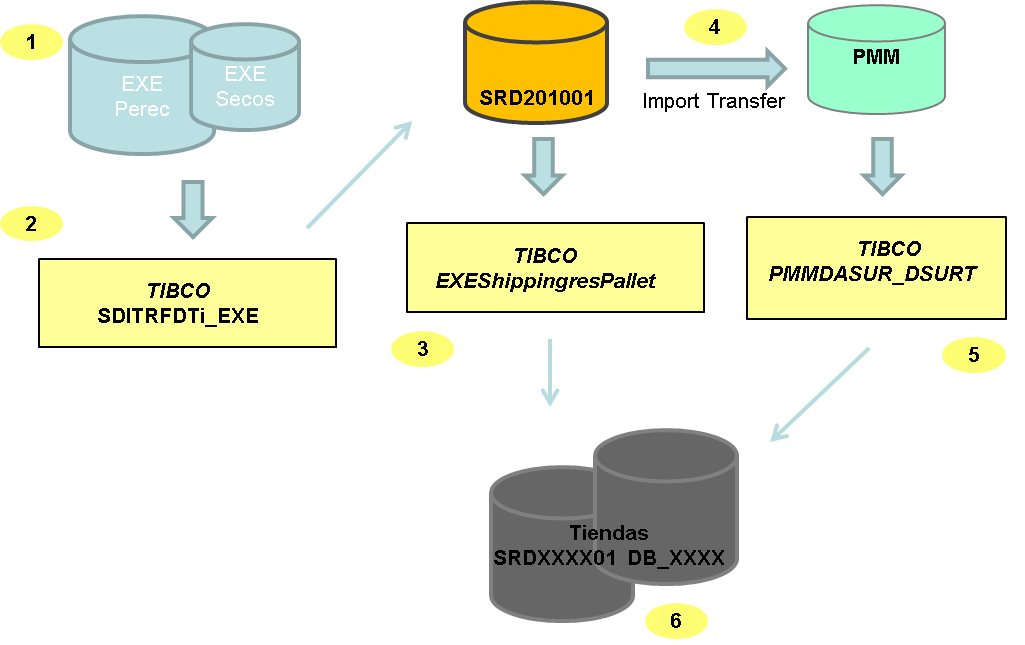 1
EXE
Perec
EXE
Secos
SRD201001
4
Import Transfer
PMM
2
TIBCO
SDITRFDTi_EXE
TIBCO
EXEShippingresPallet
TIBCO
PMMDASUR_DSURT
3
5
Tiendas
SRDXXXX01 DB_XXXX
6